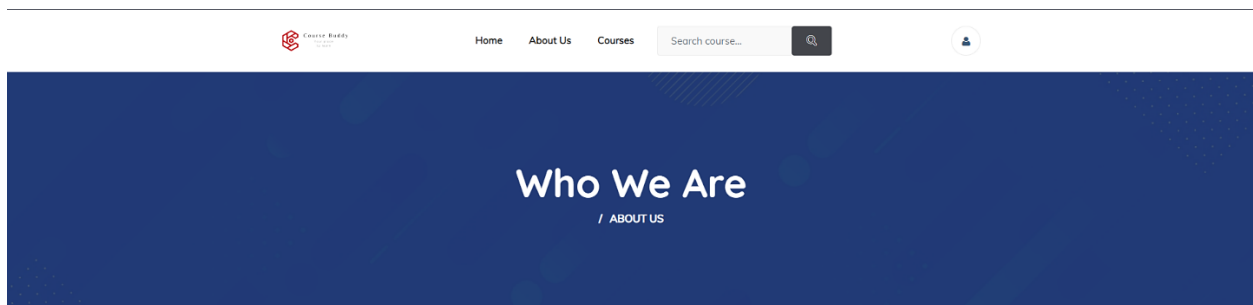 Course Buddy
Home About Us Courses Search course...
Who We Are
/ ABOUT US